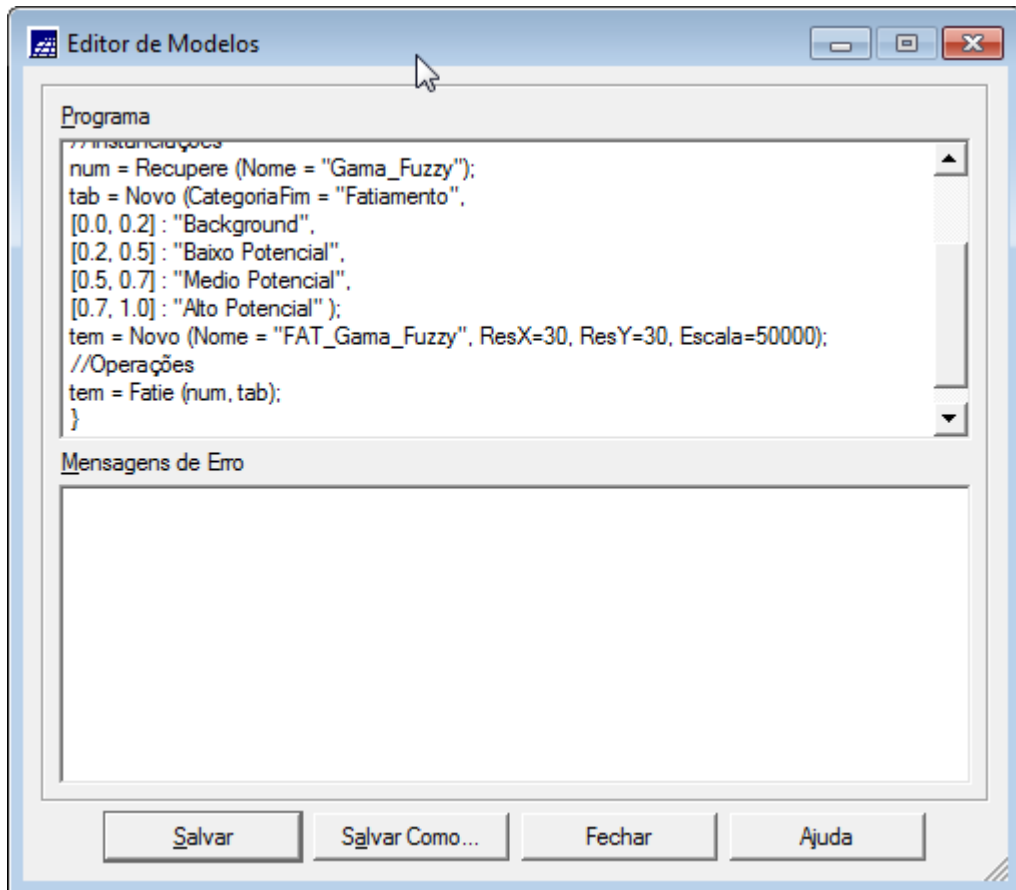 Editor de Modelos
Programa
//Instanciações
num = Recupere (Nome = "Gama_Fuzzy");
tab = Novo (CategoriaFim = "Fatiamento",
[0.0, 0.2] : "Background",
[0.2, 0.5] : "Baixo Potencial",
[0.5, 0.7] : "Medio Potencial",
[0.7, 1.0] : "Alto Potencial" );
tem = Novo (Nome = "FAT_Gama_Fuzzy", ResX=30, ResY=30, Escala=50000);
//Operações
tem = Fatie (num, tab);
}
Mensagens de Erro
Salvar
Salvar Como...
Fechar
Ajuda